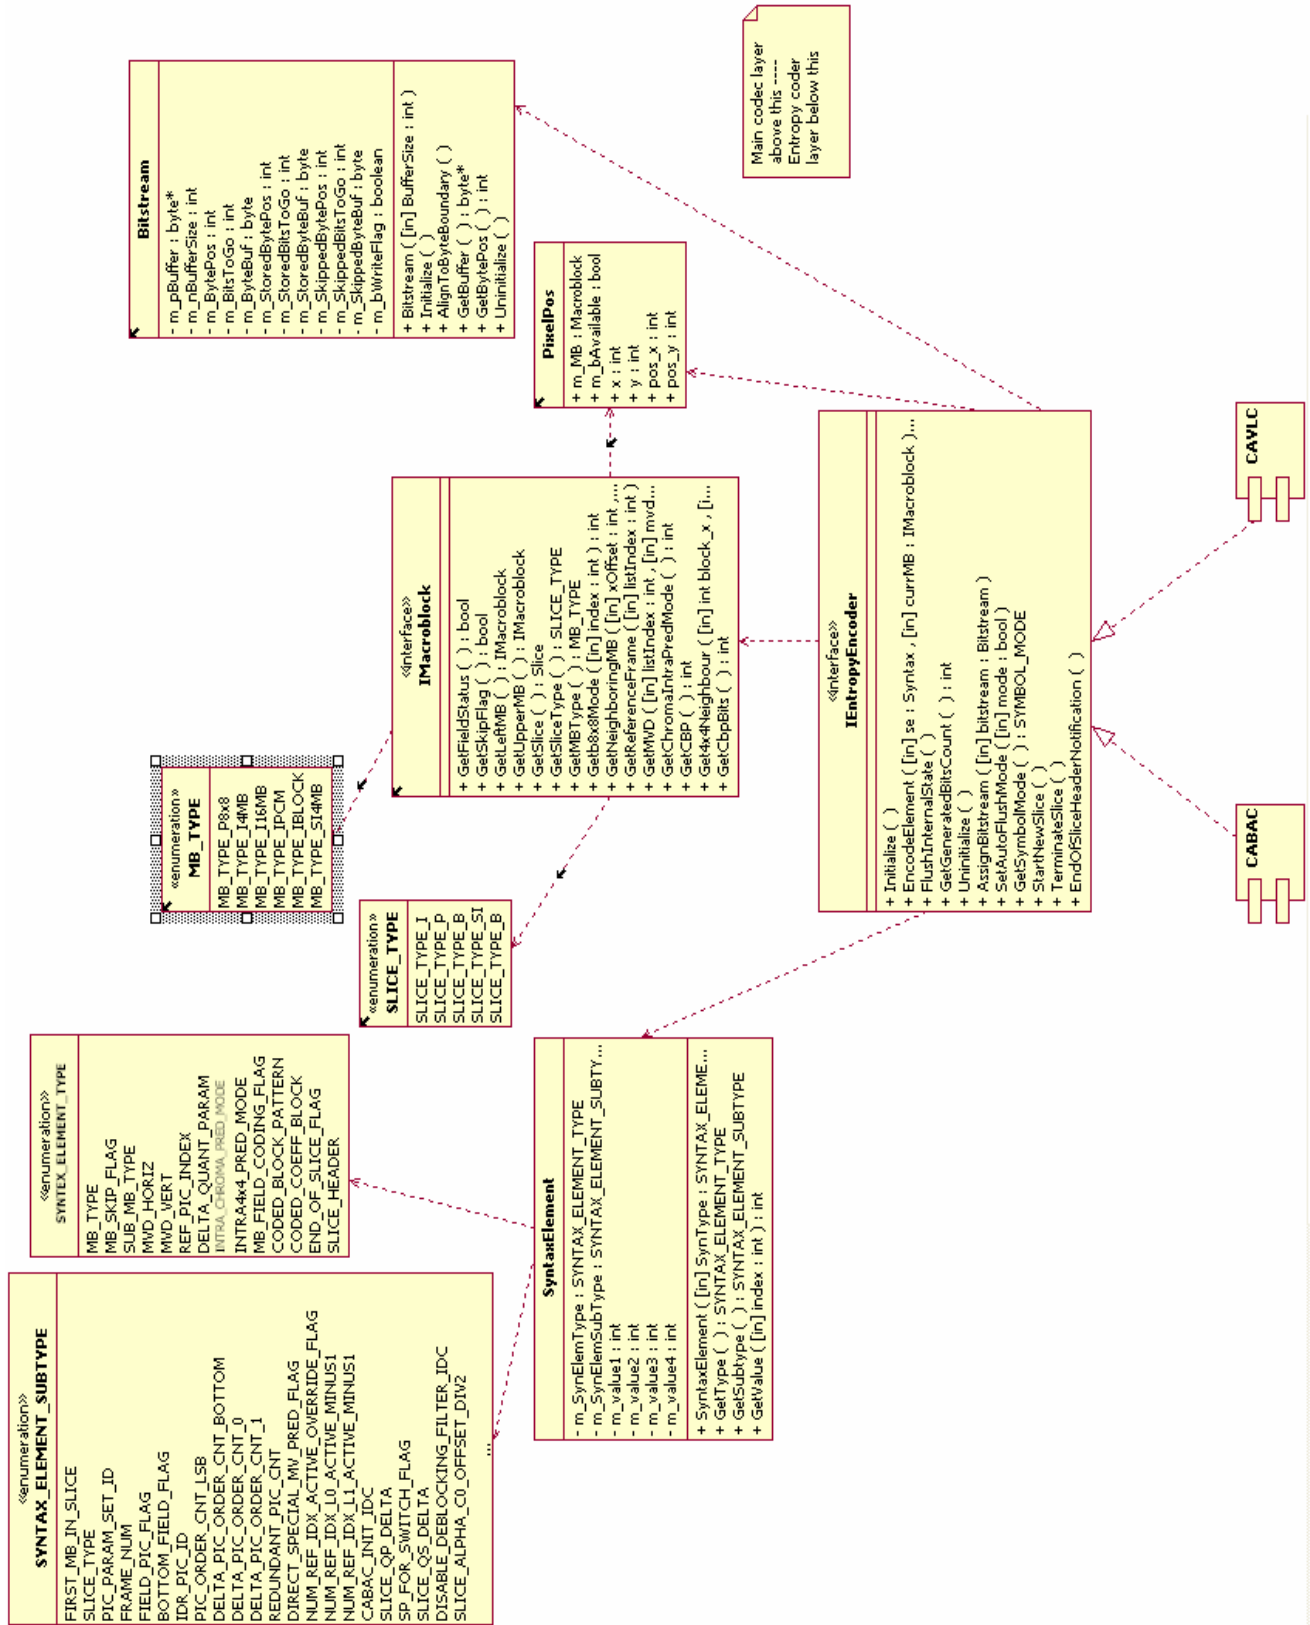 «enumeration»
SYNTAX_ELEMENT_SUBTYPE
FIRST_MB_IN_SLICE
SLICE_TYPE
PIC_PARAM_SET_ID
FRAME_NUM
FIELD_PIC_FLAG
BOTTOM_FIELD_FLAG
IDR_PIC_ID
PIC_ORDER_CNT_LSB
DELTA_PIC_ORDER_CNT_BOTTOM
DELTA_PIC_ORDER_CNT_0
DELTA_PIC_ORDER_CNT_1
REDUNDANT_PIC_CNT
DIRECT_SPECIAL_MV_PRED_FLAG
NUM_REF_IDX_ACTIVE_OVERRIDE_FLAG
NUM_REF_IDX_L0_ACTIVE_MINUS1
NUM_REF_IDX_L1_ACTIVE_MINUS1
CABAC_INIT_IDC
SLICE_QP_DELTA
SP_FOR_SWITCH_FLAG
SLICE_QS_DELTA
DISABLE_DEBLOCKING_FILTER_IDC
SLICE_ALPHA_C0_OFFSET_DIV2
...
«enumeration»
SYNTEX_ELEMENT_TYPE
MB_TYPE
MB_SKIP_FLAG
SUB_MB_TYPE
MVD_HORIZ
MVD_VERT
REF_PIC_INDEX
DELTA_QUANT_PARAM
INTRA_CHROMA_PRED_MODE
INTRA4x4_PRED_MODE
MB_FIELD_CODING_FLAG
CODED_BLOCK_PATTERN
CODED_COEFF_BLOCK
END_OF_SLICE_FLAG
SLICE_HEADER
«enumeration»
MB_TYPE
MB_TYPE_P8x8
MB_TYPE_I4MB
MB_TYPE_I16MB
MB_TYPE_IPCM
MB_TYPE_IBLOCK
MB_TYPE_SI4MB
Bitstream
- m_pBuffer : byte*
- m_nBufferSize : int
- m_BytePos : int
- m_BitsToGo : int
- m_ByteBuf : byte
- m_StoredBytePos : int
- m_StoredBitsToGo : int
- m_StoredByteBuf : byte
- m_SkippedBytePos : int
- m_SkippedBitsToGo : int
- m_SkippedByteBuf : byte
- m_bWriteFlag : boolean
+ Bitstream ( [in] BufferSize : int )
+ Initialize ( )
+ AlignToByteBoundary ( )
+ GetBuffer ( ) : byte*
+ GetBytePos ( ) : int
+ Uninitialize ( )
«enumeration»
SLICE_TYPE
SLICE_TYPE_I
SLICE_TYPE_P
SLICE_TYPE_B
SLICE_TYPE_SI
SLICE_TYPE_B
«interface»
IMacroblock
+ GetFieldStatus ( ) : bool
+ GetSkipFlag ( ) : bool
+ GetLeftMB ( ) : IMacroblock
+ GetUpperMB ( ) : IMacroblock
+ GetSlice ( ) : Slice
+ GetSliceType ( ) : SLICE_TYPE
+ GetMBType ( ) : MB_TYPE
+ Getb8x8Mode ( [in] index : int ) : int
+ GetNeighboringMB ( [in] xOffset : int ,...
+ GetReferenceFrame ( [in] listIndex : int )
+ GetMVD ( [in] listIndex : int , [in] mvd...
+ GetChromaIntraPredMode ( ) : int
+ GetCBP ( ) : int
+ Get4x4Neighbour ( [in] int block_x , [i...
+ GetCbpBits ( ) : int
PixelPos
+ m_MB : Macroblock
+ m_bAvailable : bool
+ x : int
+ y : int
+ pos_x : int
+ pos_y : int
Main codec layer
above this ----
Entropy coder
layer below this
SyntaxElement
- m_SynElemType : SYNTAX_ELEMENT_TYPE
- m_SynElemSubType : SYNTAX_ELEMENT_SUBTY...
- m_value1 : int
- m_value2 : int
- m_value3 : int
- m_value4 : int
+ SyntaxElement ( [in] SynType : SYNTAX_ELEME...
+ GetType ( ) : SYNTAX_ELEMENT_TYPE
+ GetSubtype ( ) : SYNTAX_ELEMENT_SUBTYPE
+ GetValue ( [in] index : int ) : int
«interface»
IEntropyEncoder
+ Initialize ( )
+ EncodeElement ( [in] se : Syntax , [in] currMB : IMacroblock )...
+ FlushInternalState ( )
+ GetGeneratedBitsCount ( ) : int
+ Uninitialize ( )
+ AssignBitstream ( [in] bitstream : Bitstream )
+ SetAutoFlushMode ( [in] mode : bool )
+ GetSymbolMode ( ) : SYMBOL_MODE
+ StartNewSlice ( )
+ TerminateSlice ( )
+ EndOfSliceHeaderNotification ( )
CABAC
CAVLC